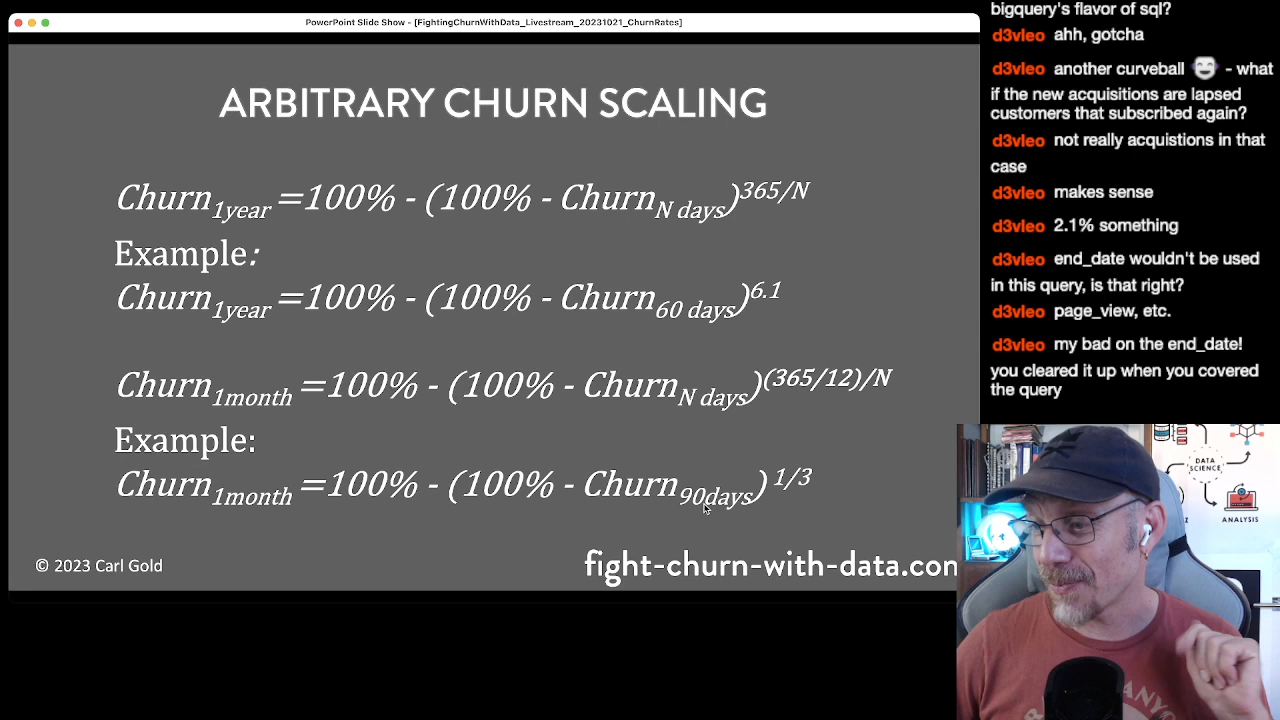 PowerPoint Slide Show - [FightingChurnWithData_Livestream_20231021_ChurnRates]
ARBITRARY CHURN SCALING
Churn1year =100% - (100% - ChurnN days)365/N
Example:
Churn1year =100% - (100% - Churn60 days)6.1
Churn1month =100% - (100% - ChurnN days)(365/12)/N
Example:
Churn1month =100% - (100% - Churn90days) 1/3
© 2023 Carl Gold
fight-churn-with-data.con
bigquery's flavor of sql?
d3vleo ahh, gotcha
d3vleo another curveball - what
if the new acquisitions are lapsed
customers that subscribed again?
d3vleo not really acquistions in that
case
d3vleo makes sense
d3vleo 2.1% something
d3vleo end_date wouldn't be used
in this query, is that right?
d3vleo page_view, etc.
d3vleo my bad on the end_date!
you cleared it up when you covered
the query
DATA
SCIENCE
ANALYSIS